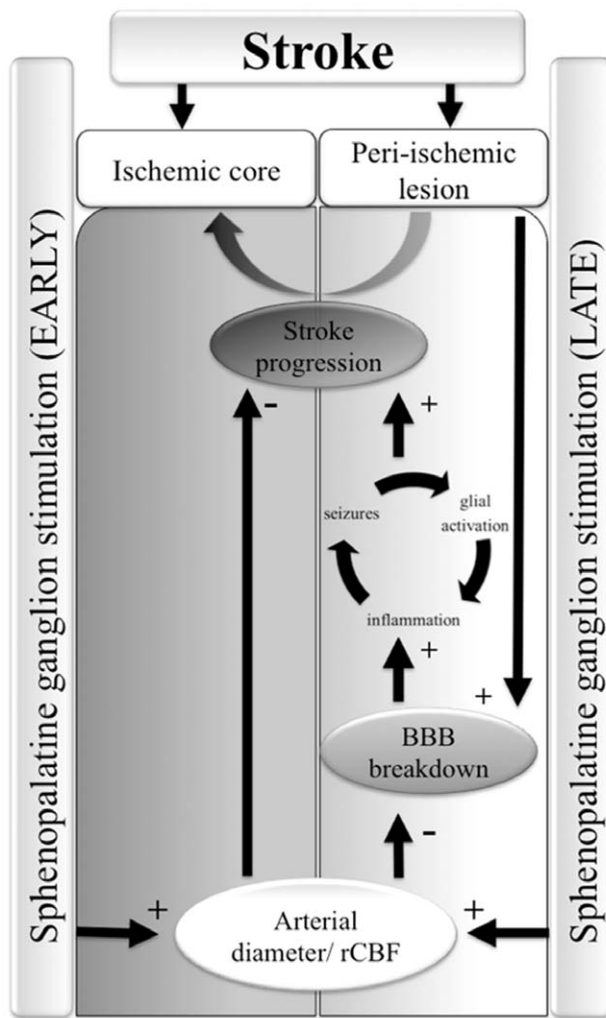 Stroke
Ischemic core
Peri-ischemic
lesion
Sphenopalatine ganglion stimulation (EARLY)
Sphenopalatine ganglion stimulation (LATE)
Stroke
progression
-
+
seizures
glial
activation
inflammation
+
+
BBB
breakdown
-
+
+
Arterial
diameter/ rCBF